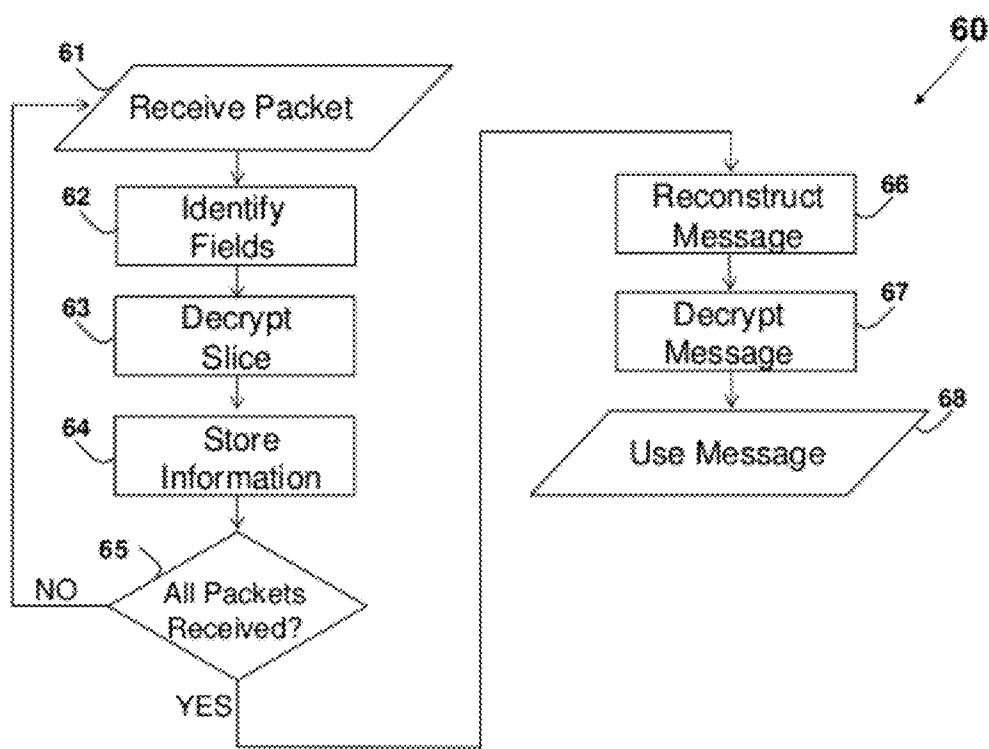 60
61
Receive Packet
62
Identify
Fields
63
Decrypt
Slice
64
Store
Information
65
All Packets
Received?
NO
YES
Reconstruct
Message
66
Decrypt
Message
67
Use Message
68